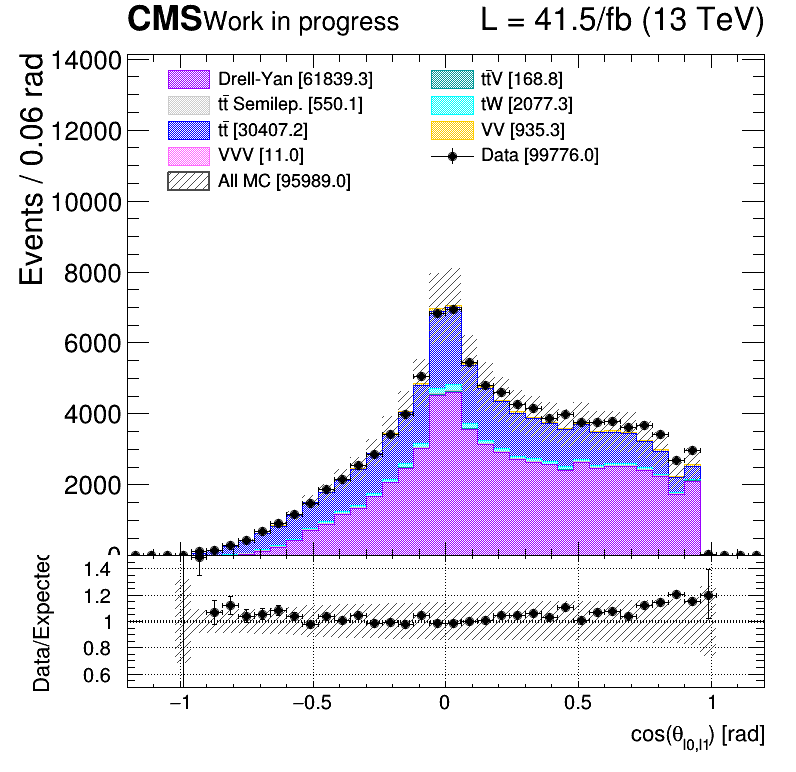 CMS Work in progress L = 41.5/fb (13 TeV)
Events / 0.06 rad
14000
12000
10000
8000
6000
4000
2000
0
Drell-Yan [61839.3]
tt̄ Semilep. [550.1]
tt̄ [30407.2]
VVV [11.0]
All MC [95989.0]
tt̄V [168.8]
tW [2077.3]
VV [935.3]
Data [99776.0]
Data/Expected
1.4
1.2
1
0.8
0.6
−1 −0.5 0 0.5 1
cos(θl0,l1) [rad]